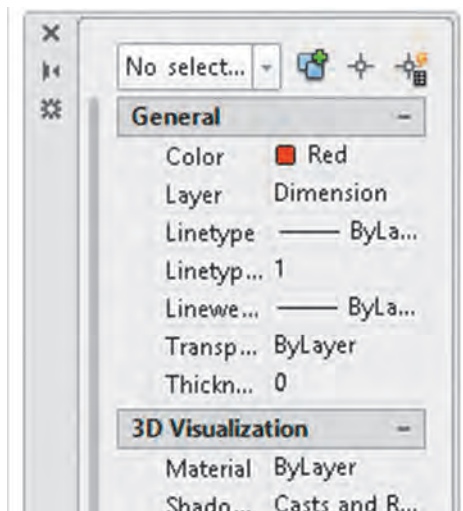 No select...
General
Color Red
Layer Dimension
Linetype ByLa...
Linetyp... 1
Linewe... ByLa...
Transp... ByLayer
Thickn... 0
3D Visualization
Material ByLayer
Shado... Casts and R...